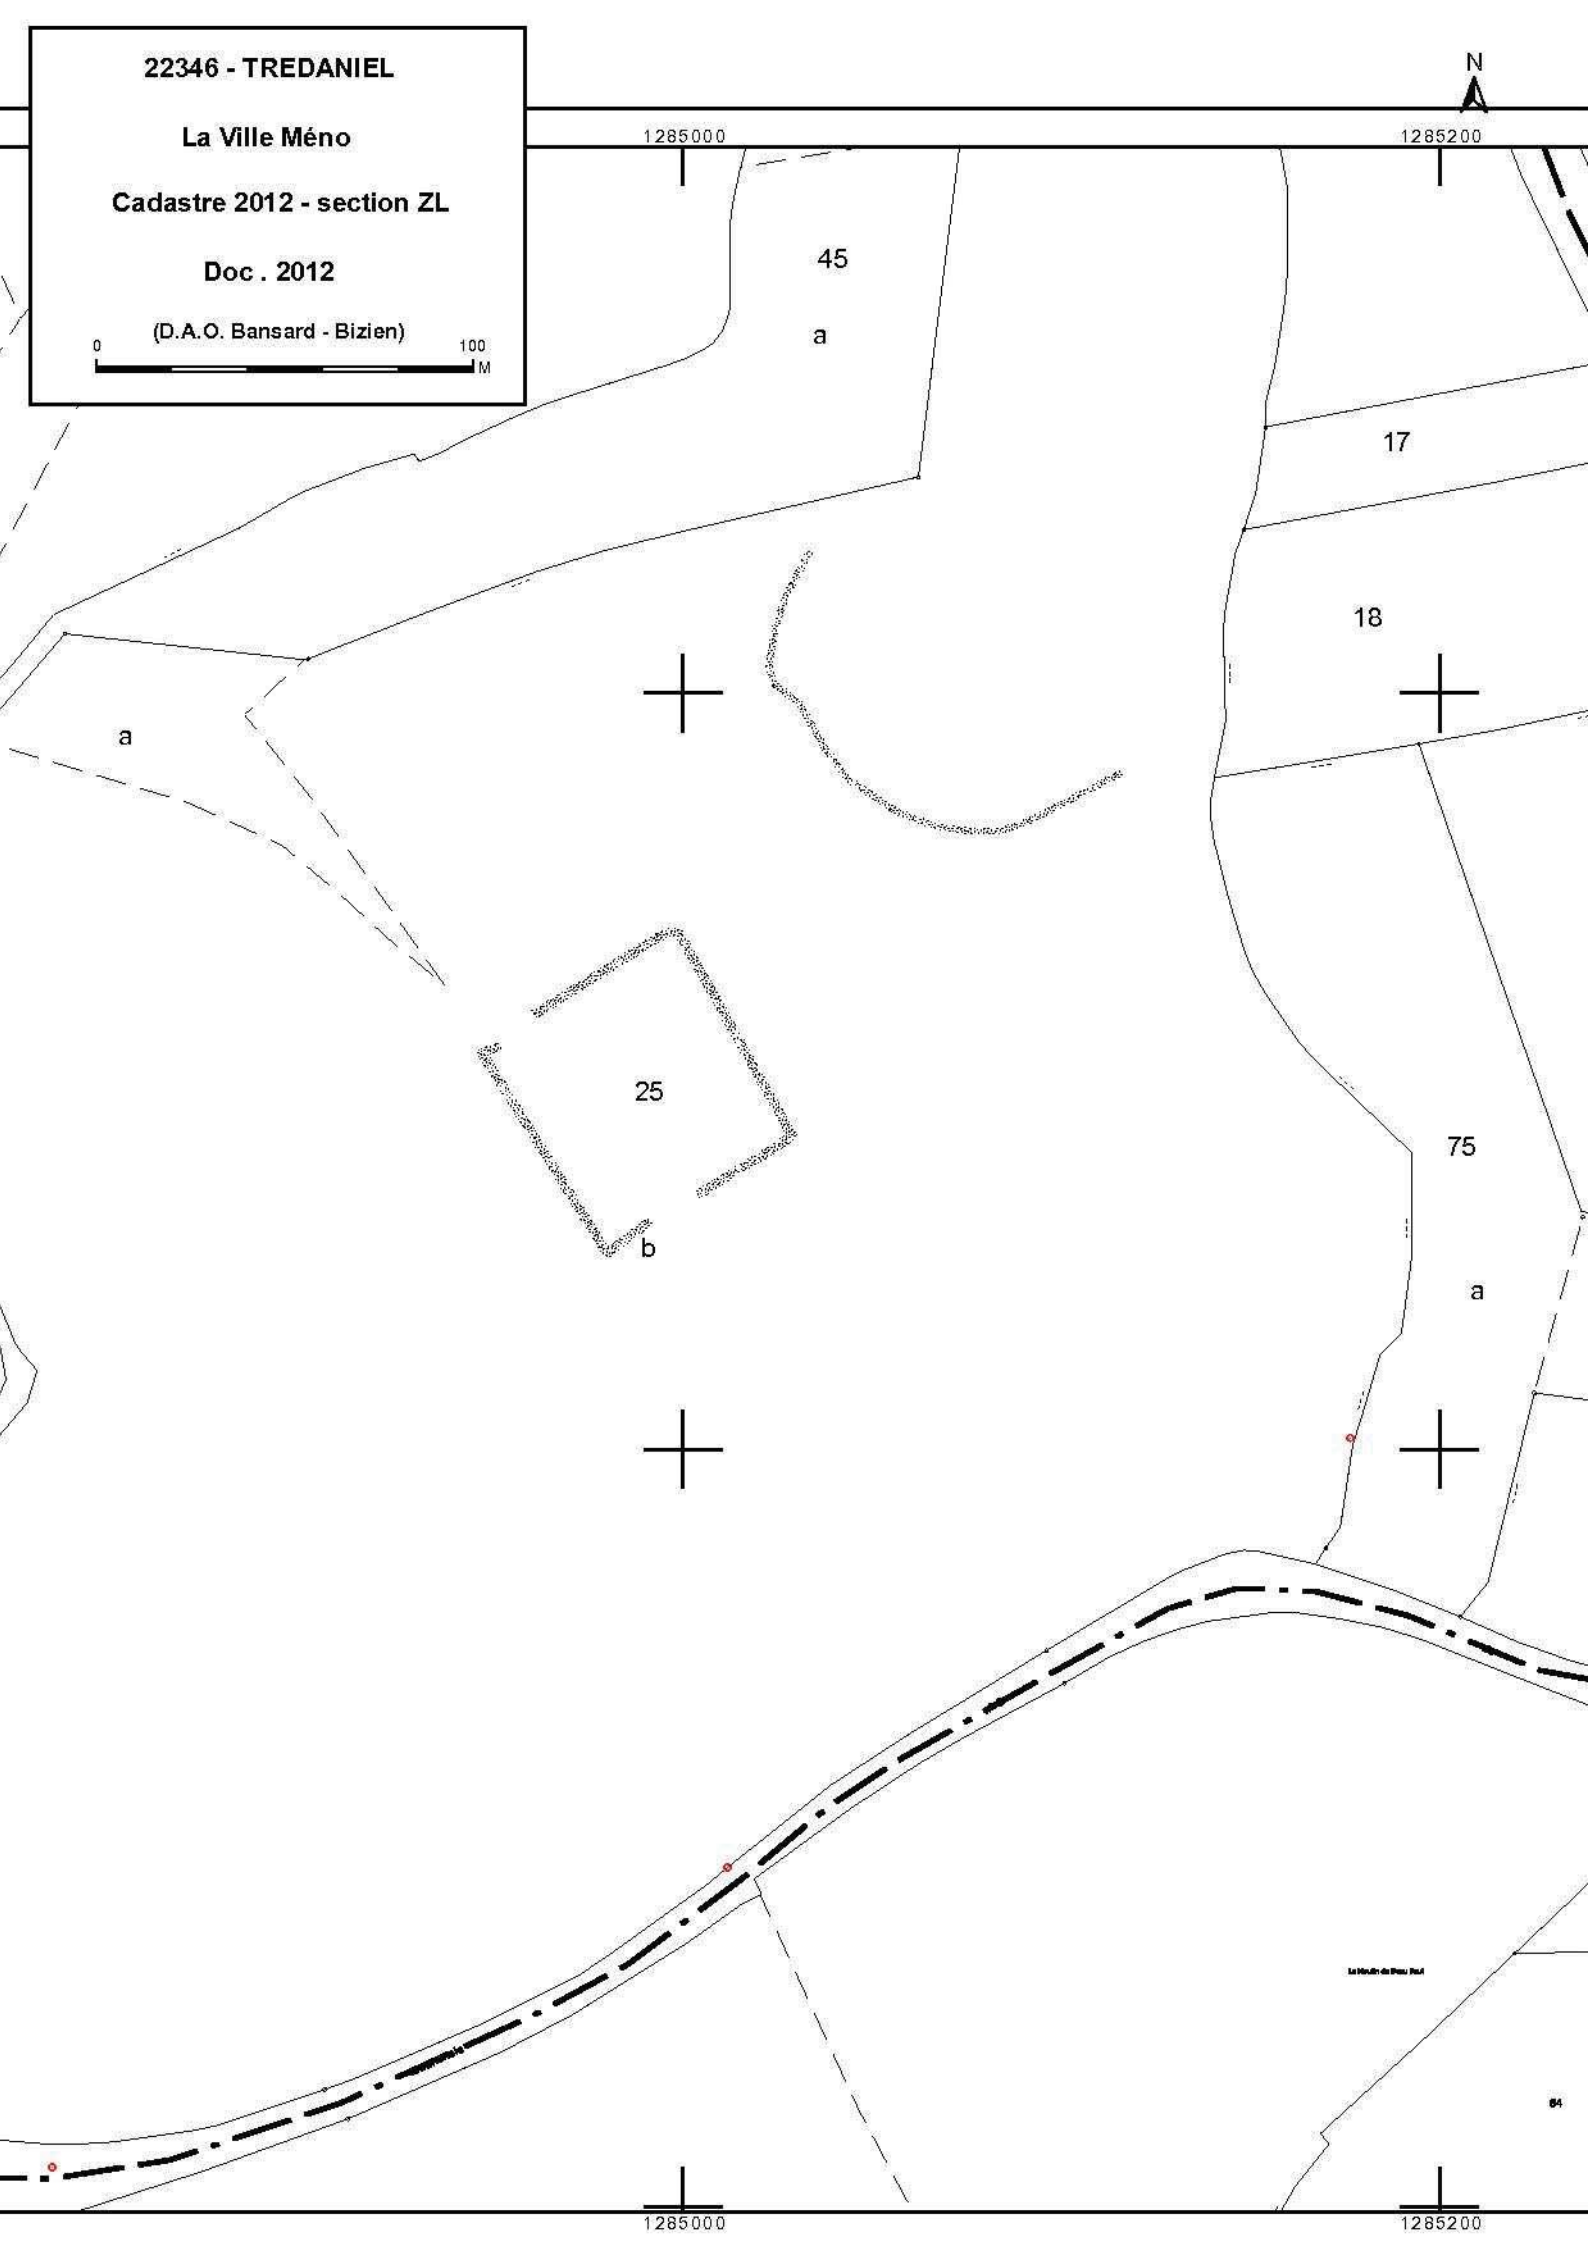 22346 - TREDANIEL
La Ville Méno
Cadastre 2012 - section ZL
Doc . 2012
(D.A.O. Bansard - Bizien)
0 100
M
N
1285000 1285200
45
a
17
18
a
25
75
b
a
64
1285000 1285200